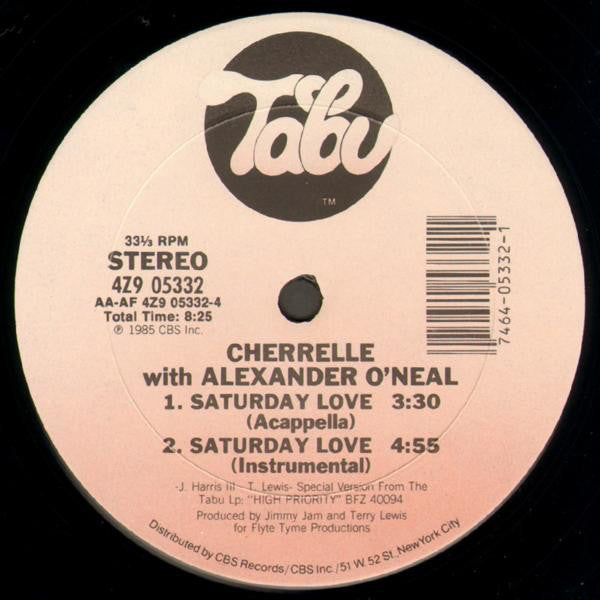 Tabu
TM
33⅓ RPM
STEREO
4Z9 05332
AA-AF 4Z9 05332-4
Total Time: 8:25
℗ 1985 CBS Inc.
7464-05332-1
CHERRELLE
with ALEXANDER O'NEAL
1. SATURDAY LOVE 3:30
(Acappella)
2. SATURDAY LOVE 4:55
(Instrumental)
-J. Harris III - T. Lewis- Special Version From The
Tabu Lp: "HIGH PRIORITY" BFZ 40094
Produced by Jimmy Jam and Terry Lewis
for Flyte Tyme Productions
Distributed by CBS Records/CBS Inc./51 W. 52 St., New York City